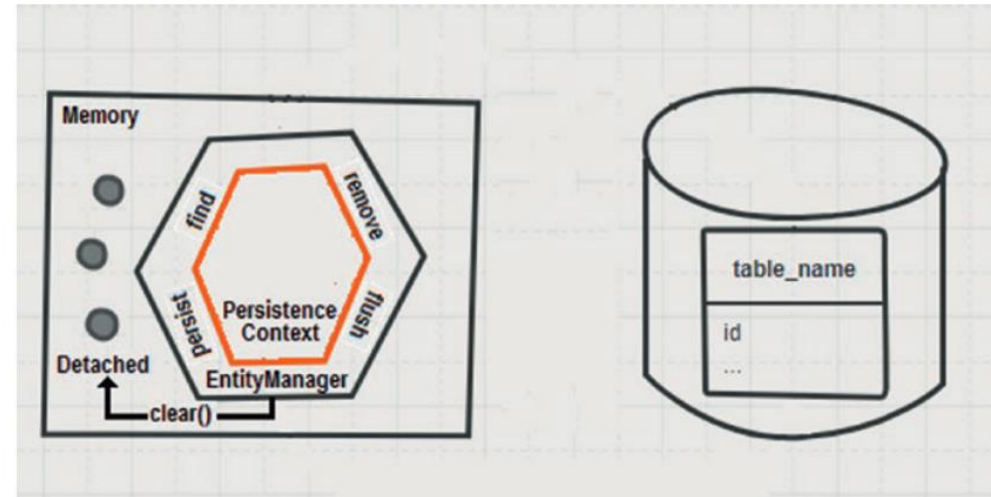 Memory
find
remove
persist
flush
Persistence
Context
EntityManager
Detached
clear()
table_name
id
...